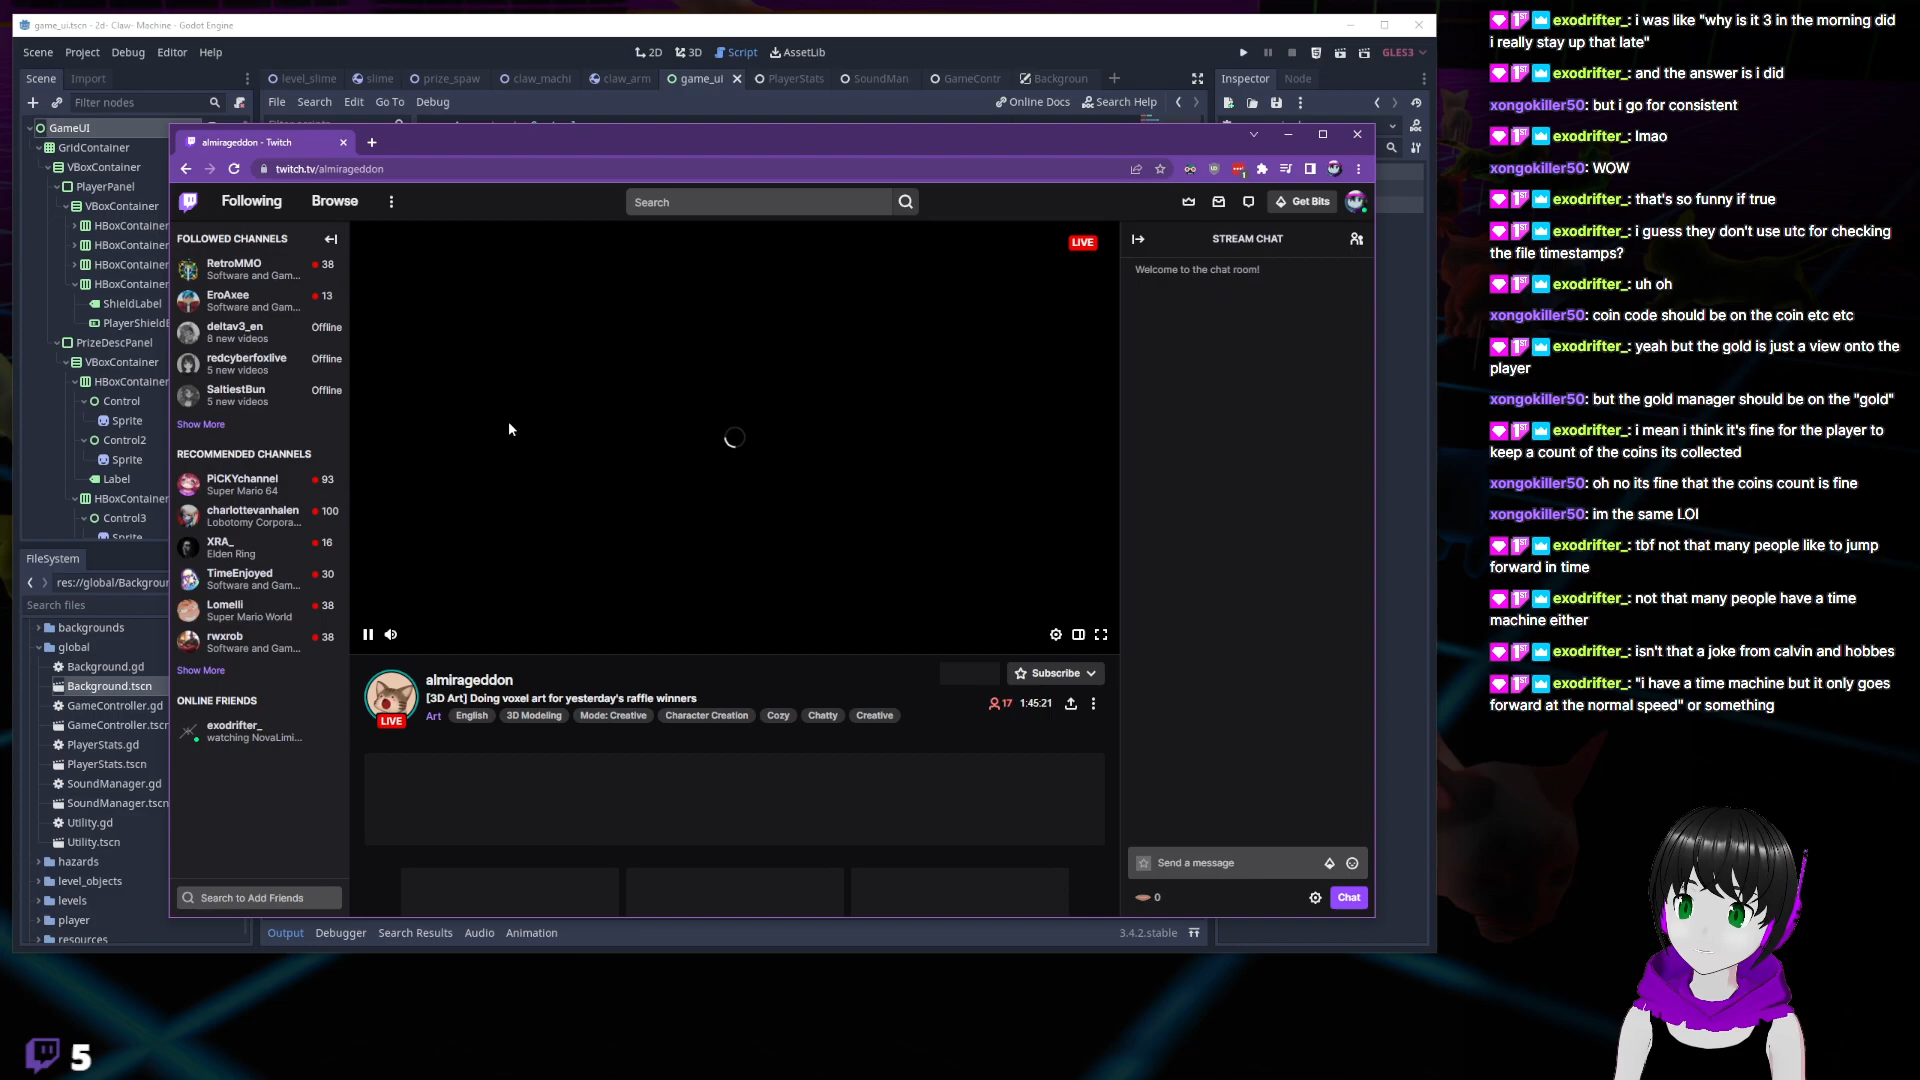 game_ui.tscn - 2d- Claw- Machine - Godot Engine
Scene Project Debug Editor Help
2D 3D Script AssetLib
GLES3
Scene Import
level_slime slime prize_spaw claw_machi claw_arm game_ui PlayerStats SoundMan GameContr Backgroun
Inspector Node
Filter nodes
File Search Edit Go To Debug
Online Docs Search Help
GameUI
GridContainer
VBoxContainer
PlayerPanel
VBoxContainer
HBoxContainer
HBoxContainer
HBoxContainer
HBoxContainer
ShieldLabel
PlayerShieldD
PrizeDescPanel
VBoxContainer
HBoxContainer
Control
Sprite
Control2
Sprite
Label
HBoxContainer
Control3
Sprite
FileSystem
res://global/Backgroun
Search files
backgrounds
global
Background.gd
Background.tscn
GameController.gd
GameController.tscn
PlayerStats.gd
PlayerStats.tscn
SoundManager.gd
SoundManager.tscn
Utility.gd
Utility.tscn
hazards
level_objects
levels
player
resources
Output Debugger Search Results Audio Animation
3.4.2.stable
almirageddon - Twitch
twitch.tv/almirageddon
Following Browse
Search
Get Bits
FOLLOWED CHANNELS
RetroMMO 38
Software and Gam...
EroAxee 13
Software and Gam...
deltav3_en Offline
8 new videos
redcyberfoxlive Offline
5 new videos
SaltiestBun Offline
5 new videos
Show More
RECOMMENDED CHANNELS
PiCKYchannel 93
Super Mario 64
charlottevanhalen 100
Lobotomy Corpora...
XRA_ 16
Elden Ring
TimeEnjoyed 30
Software and Gam...
Lomelli 38
Super Mario World
rwxrob 38
Software and Gam...
Show More
ONLINE FRIENDS
exodrifter_
watching NovaLimi...
Search to Add Friends
LIVE
almirageddon
Subscribe
[3D Art] Doing voxel art for yesterday's raffle winners
17 1:45:21
LIVE
Art English 3D Modeling Mode: Creative Character Creation Cozy Chatty Creative
STREAM CHAT
Welcome to the chat room!
Send a message
0
Chat
exodrifter_: i was like "why is it 3 in the morning did
i really stay up that late"
exodrifter_: and the answer is i did
xongokiller50: but i go for consistent
exodrifter_: lmao
xongokiller50: WOW
exodrifter_: that's so funny if true
exodrifter_: i guess they don't use utc for checking
the file timestamps?
exodrifter_: uh oh
xongokiller50: coin code should be on the coin etc etc
exodrifter_: yeah but the gold is just a view onto the
player
xongokiller50: but the gold manager should be on the "gold"
exodrifter_: i mean i think it's fine for the player to
keep a count of the coins its collected
xongokiller50: oh no its fine that the coins count is fine
xongokiller50: im the same LOl
exodrifter_: tbf not that many people like to jump
forward in time
exodrifter_: not that many people have a time
machine either
exodrifter_: isn't that a joke from calvin and hobbes
exodrifter_: "i have a time machine but it only goes
forward at the normal speed" or something
5